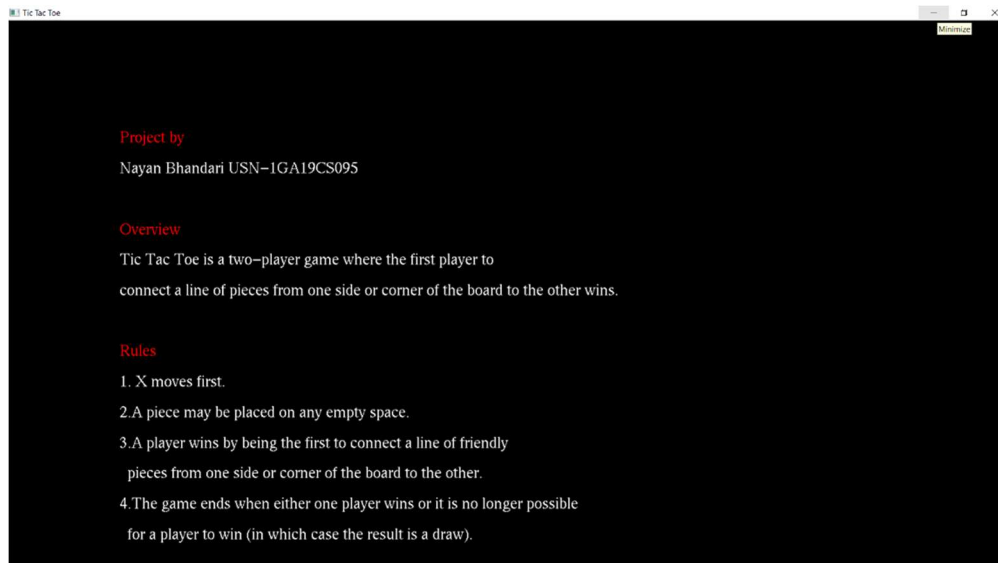 Tic Tac Toe
Minimize
Project by
Nayan Bhandari USN-1GA19CS095
Overview
Tic Tac Toe is a two-player game where the first player to
connect a line of pieces from one side or corner of the board to the other wins.
Rules
1. X moves first.
2.A piece may be placed on any empty space.
3.A player wins by being the first to connect a line of friendly
pieces from one side or corner of the board to the other.
4.The game ends when either one player wins or it is no longer possible
for a player to win (in which case the result is a draw).